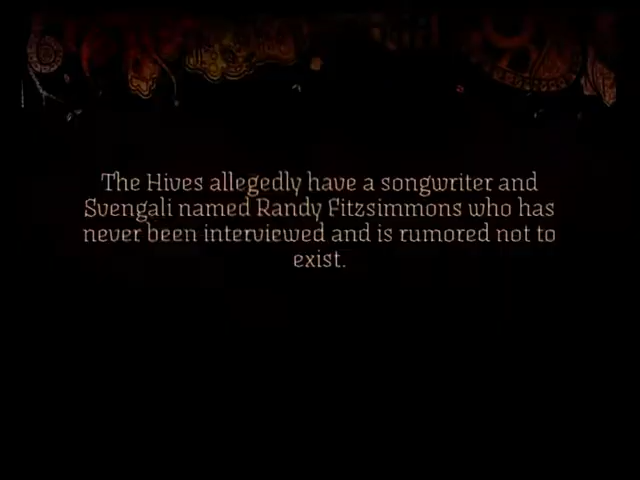 The Hives allegedly have a songwriter and
Svengali named Randy Fitzsimmons who has
never been interviewed and is rumored not to
exist.